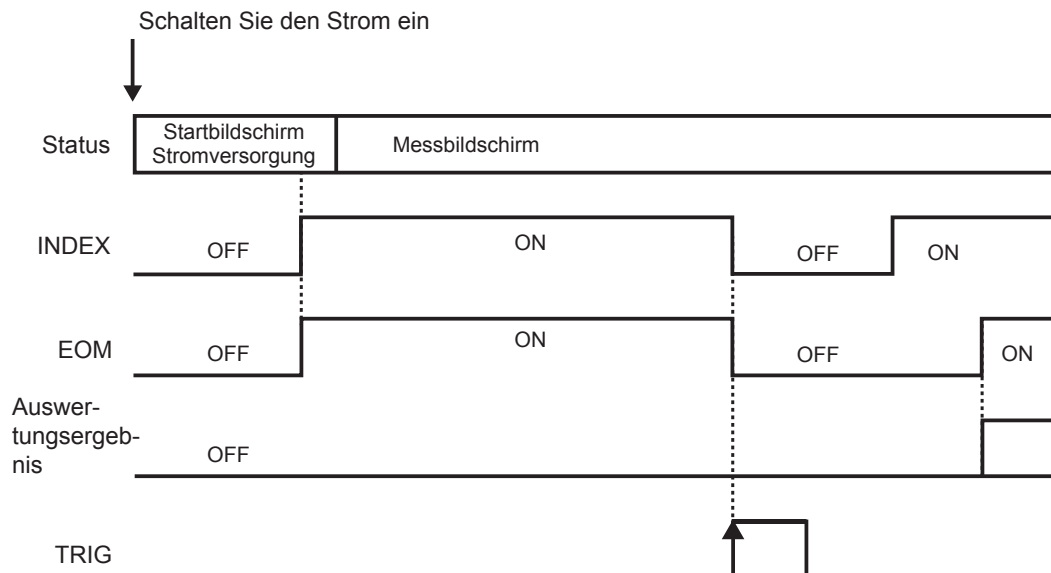 Schalten Sie den Strom ein
Status
Startbildschirm
Stromversorgung
Messbildschirm
INDEX
OFF
ON
OFF
ON
EOM
OFF
ON
OFF
ON
Auswer-
tungsergeb-
nis
OFF
TRIG